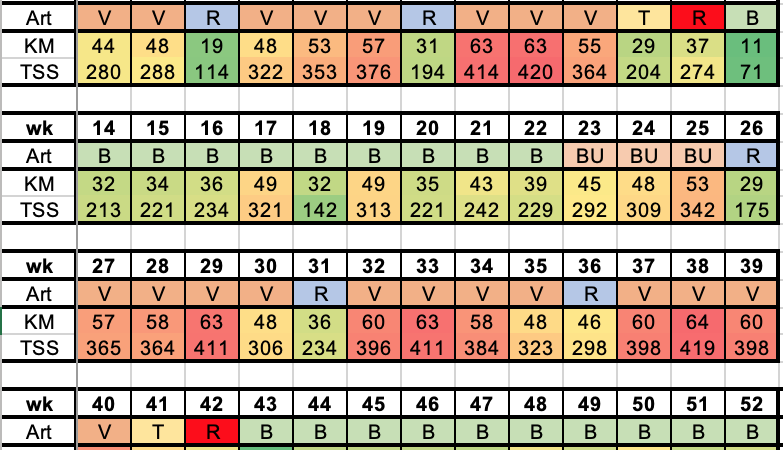 Art V V R V V V R V V V T R B
KM 44 48 19 48 53 57 31 63 63 55 29 37 11
TSS 280 288 114 322 353 376 194 414 420 364 204 274 71
wk 14 15 16 17 18 19 20 21 22 23 24 25 26
Art B B B B B B B B B BU BU BU R
KM 32 34 36 49 32 49 35 43 39 45 48 53 29
TSS 213 221 234 321 142 313 221 242 229 292 309 342 175
wk 27 28 29 30 31 32 33 34 35 36 37 38 39
Art V V V V R V V V V R V V V
KM 57 58 63 48 36 60 63 58 48 46 60 64 60
TSS 365 364 411 306 234 396 411 384 323 298 398 419 398
wk 40 41 42 43 44 45 46 47 48 49 50 51 52
Art V T R B B B B B B B B B B